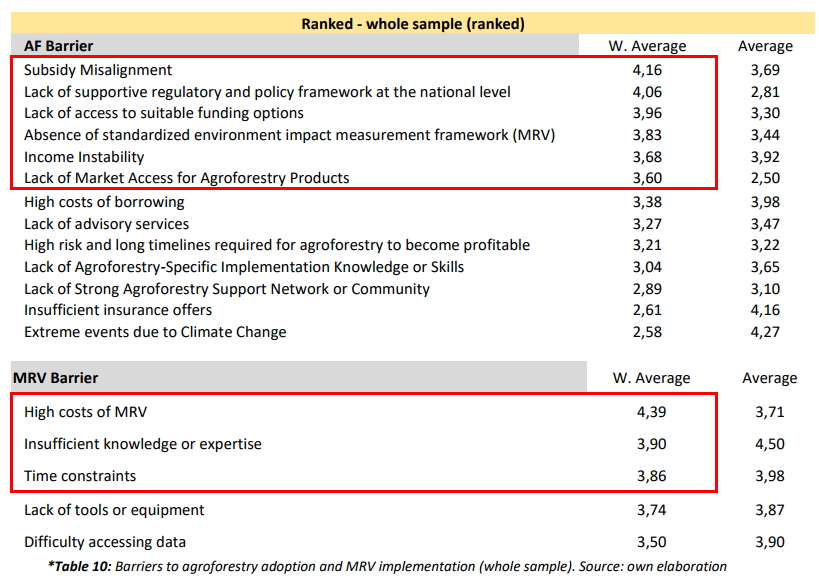 Ranked - whole sample (ranked)
AF Barrier W. Average Average
Subsidy Misalignment 4,16 3,69
Lack of supportive regulatory and policy framework at the national level 4,06 2,81
Lack of access to suitable funding options 3,96 3,30
Absence of standardized environment impact measurement framework (MRV) 3,83 3,44
Income Instability 3,68 3,92
Lack of Market Access for Agroforestry Products 3,60 2,50
High costs of borrowing 3,38 3,98
Lack of advisory services 3,27 3,47
High risk and long timelines required for agroforestry to become profitable 3,21 3,22
Lack of Agroforestry-Specific Implementation Knowledge or Skills 3,04 3,65
Lack of Strong Agroforestry Support Network or Community 2,89 3,10
Insufficient insurance offers 2,61 4,16
Extreme events due to Climate Change 2,58 4,27
MRV Barrier W. Average Average
High costs of MRV 4,39 3,71
Insufficient knowledge or expertise 3,90 4,50
Time constraints 3,86 3,98
Lack of tools or equipment 3,74 3,87
Difficulty accessing data 3,50 3,90
*Table 10: Barriers to agroforestry adoption and MRV implementation (whole sample). Source: own elaboration